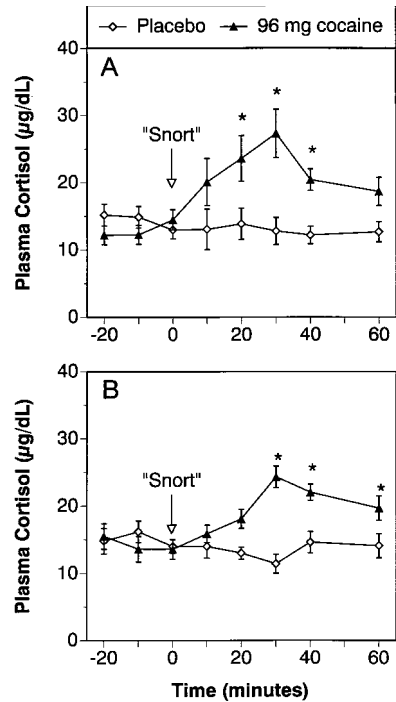 Placebo 96 mg cocaine
A
Plasma Cortisol (µg/dL)
40
30
20
10
0
"Snort"
* * *
-20 0 20 40 60
B
Plasma Cortisol (µg/dL)
40
30
20
10
0
"Snort"
* * *
-20 0 20 40 60
Time (minutes)